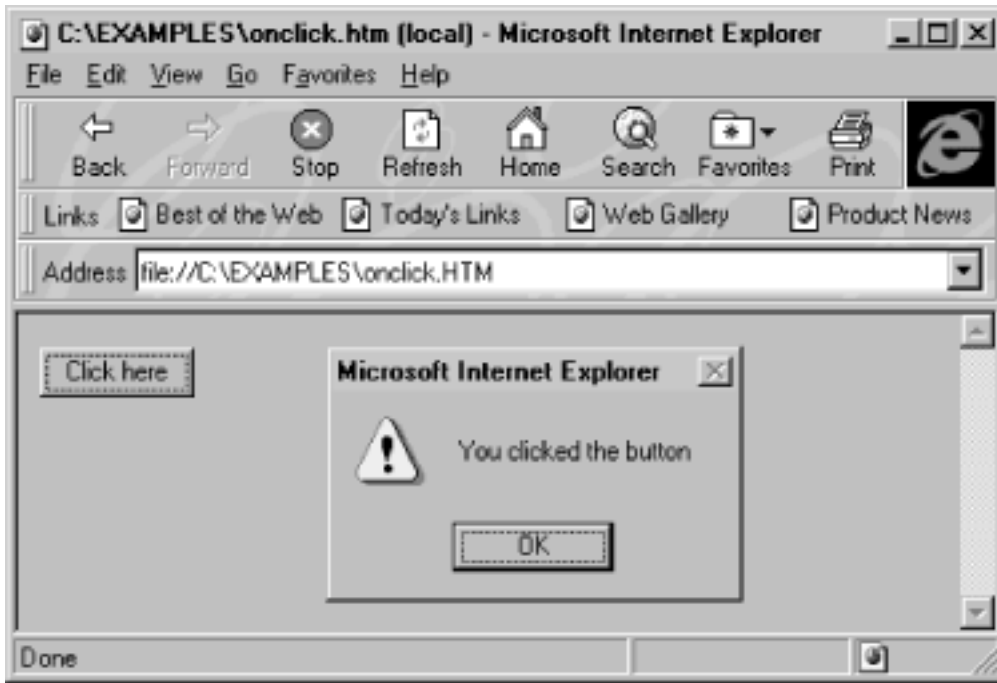 C:\EXAMPLES\onclick.htm (local) - Microsoft Internet Explorer
File Edit View Go Favorites Help
Back Forward Stop Refresh Home Search Favorites Print
Links Best of the Web Today's Links Web Gallery Product News
Address file://C:\EXAMPLES\onclick.HTM
Click here
Microsoft Internet Explorer
You clicked the button
OK
Done